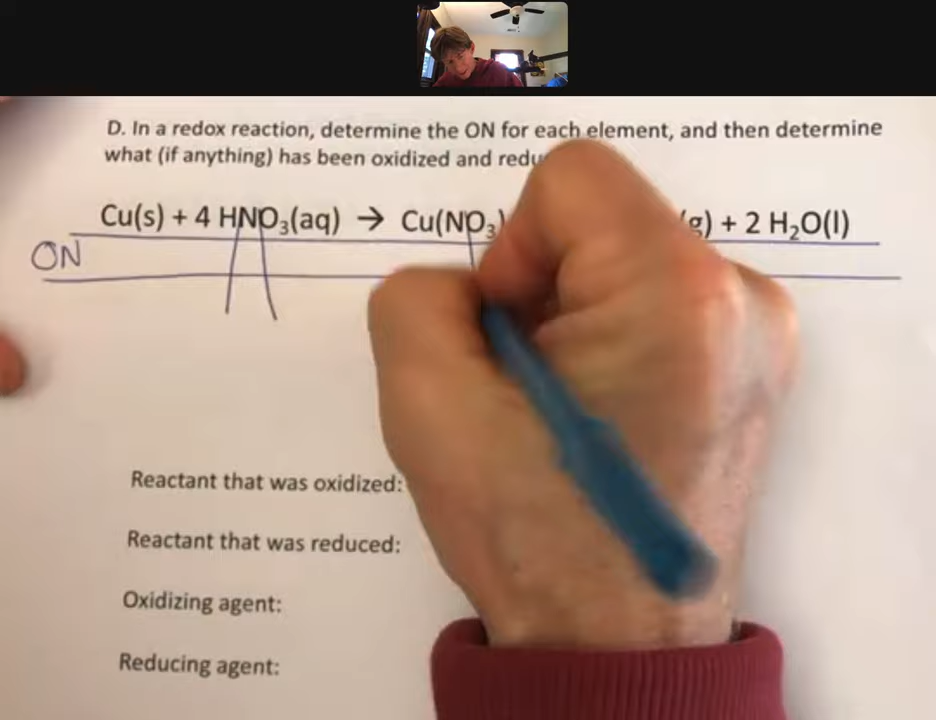 D. In a redox reaction, determine the ON for each element, and then determine
what (if anything) has been oxidized and
Cu(s) + 4 HNO₃(aq) → Cu(NO₃) (g) + 2 H₂O(l)
ON
Reactant that was oxidized:
Reactant that was reduced:
Oxidizing agent:
Reducing agent: